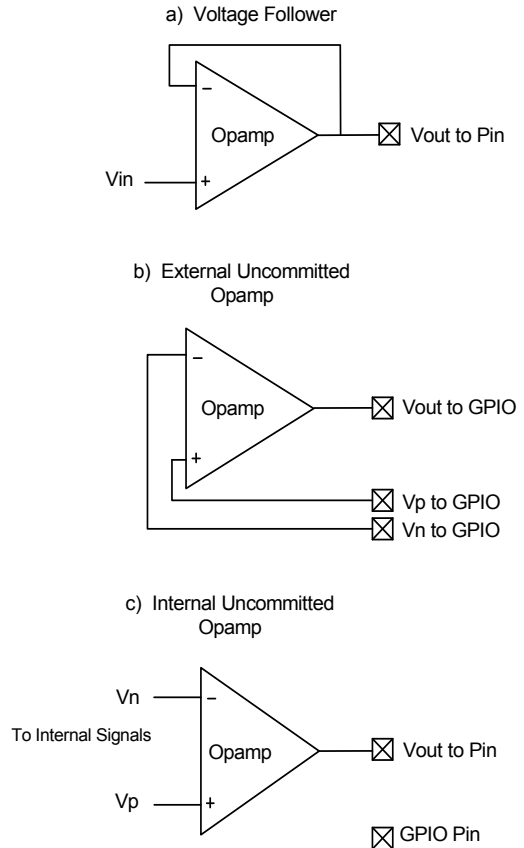 a) Voltage Follower
−
Opamp
Vout to Pin
Vin
+
b) External Uncommitted
Opamp
−
Opamp
Vout to GPIO
+
Vp to GPIO
Vn to GPIO
c) Internal Uncommitted
Opamp
Vn
−
To Internal Signals
Opamp
Vout to Pin
Vp
+
GPIO Pin